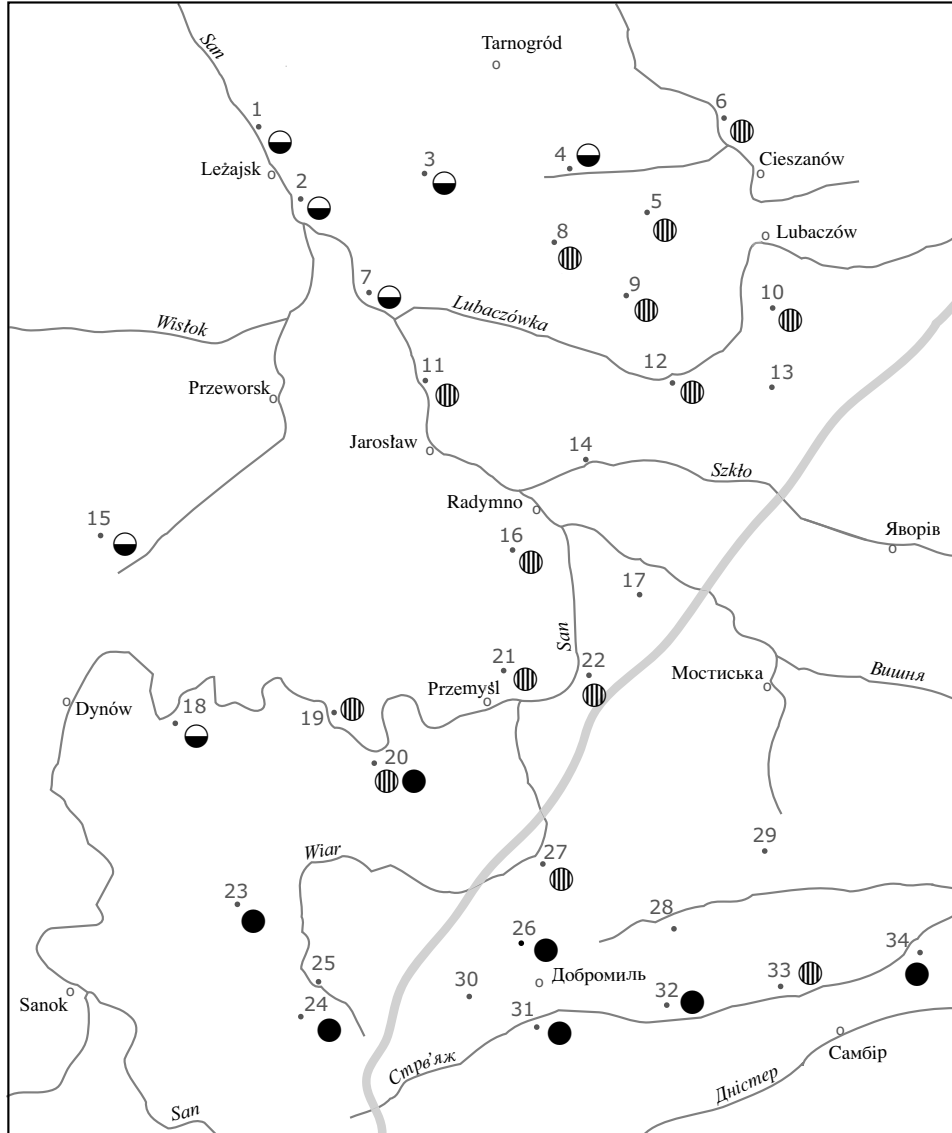 San
Tarnogród
1
6
Leżajsk
3
4
Cieszanów
2
5
8
Lubaczów
7
9
10
Wisłok
Lubaczówka
Przeworsk
11
12
13
Jarosław
14
Szkło
Radymno
15
16
Яворів
17
San
21
22
Dynów
18
19
Przemyśl
Мостиська
Вишня
20
Wiar
27
29
23
28
26
34
25
30
Добромиль
33
Sanok
24
31
32
Стрв’яж
Самбір
Дністер
San